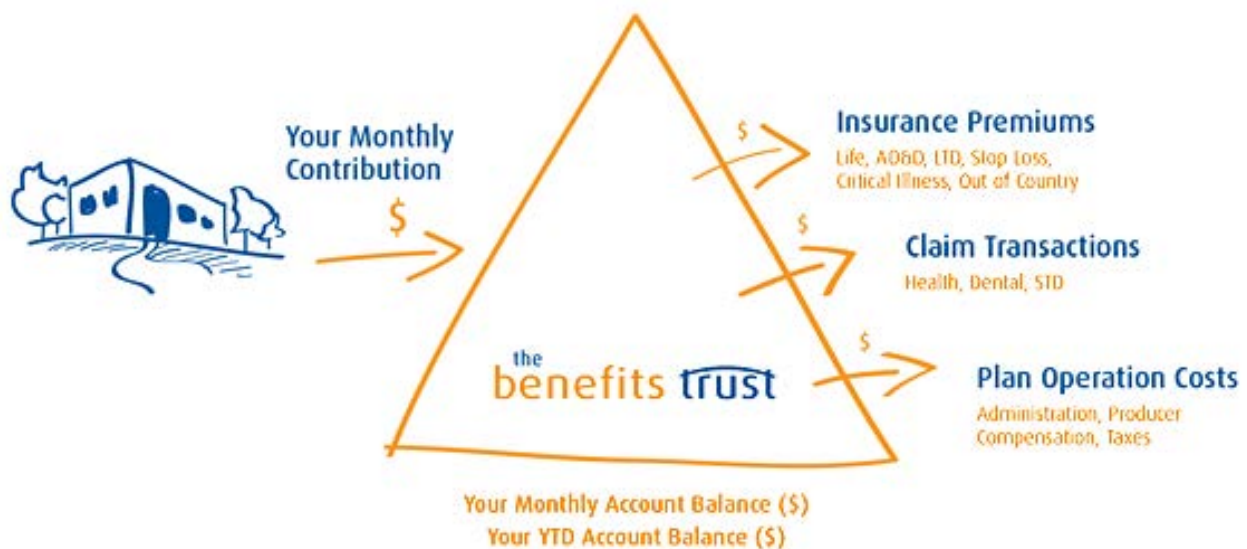 Your Monthly
Contribution
$
$
Insurance Premiums
Life, AD&D, LTD, Stop Loss,
Critical Illness, Out of Country
$
Claim Transactions
Health, Dental, STD
$
Plan Operation Costs
Administration, Producer
Compensation, Taxes
the
benefits trust
Your Monthly Account Balance ($)
Your YTD Account Balance ($)